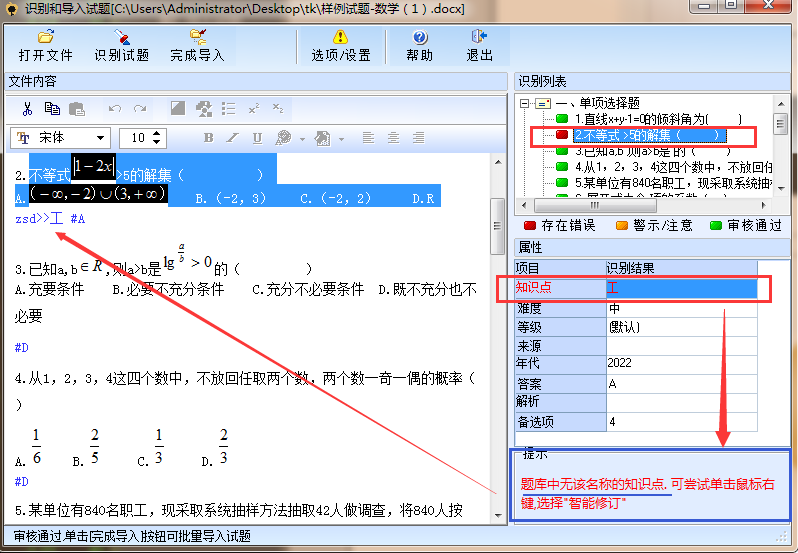 识别和导入试题[C:\Users\Administrator\Desktop\tk\样例试题-数学（1）.docx]
打开文件 识别试题 完成导入 选项/设置 帮助 退出
文件内容
宋体 10 B I U
2.不等式|1−2x|>5的解集（ ）
A.(−∞,−2)∪(3,+∞) B.（-2，3） C.（-2，2） D.R
zsd>>工 #A
3.已知a,b∈R,则a>b是lg a/b >0的（ ）
A.充要条件 B.必要不充分条件 C.充分不必要条件 D.既不充分也不
必要
#D
4.从1，2，3，4这四个数中，不放回任取两个数，两个数一奇一偶的概率（
）
A. 1/6 B. 2/5 C. 1/3 D. 2/3
#D
5.某单位有840名职工，现采取系统抽样方法抽取42人做调查，将840人按
识别列表
一、单项选择题
1.直线x+y-1=0的倾斜角为( )
2.不等式 >5的解集（ ）
3.已知a,b ,则a>b是 的（ ）
4.从1，2，3，4这四个数中，不放回任
5.某单位有840名职工，现采取系统抽
存在错误 警示/注意 审核通过
属性
项目 识别结果
知识点 工
难度 中
等级 (默认)
来源
年代 2022
答案 A
解析
备选项 4
提示
题库中无该名称的知识点. 可尝试单击鼠标右
键,选择"智能修订"
审核通过,单击[完成导入]按钮可批量导入试题